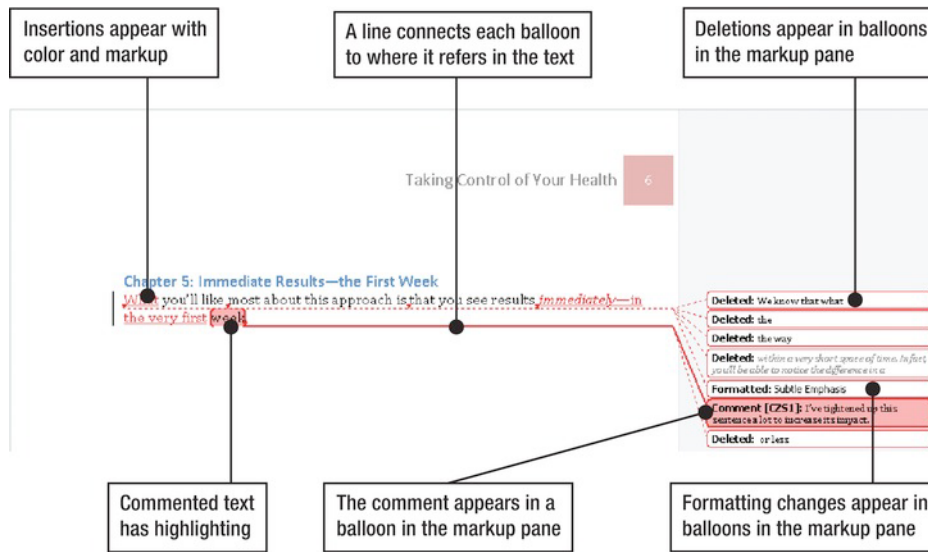 Insertions appear with
color and markup
A line connects each balloon
to where it refers in the text
Deletions appear in balloons
in the markup pane
Taking Control of Your Health 6
Chapter 5: Immediate Results—the First Week
What you'll like most about this approach is that you see results immediately—in
the very first week
Deleted: We know that what
Deleted: the
Deleted: the way
Deleted: within a very short space of time. In fact,
you'll be able to notice the difference in a
Formatted: Subtle Emphasis
Comment [CZS1]: I've tightened up this
sentence a lot to increase its impact.
Deleted: or less
Commented text
has highlighting
The comment appears in a
balloon in the markup pane
Formatting changes appear in
balloons in the markup pane